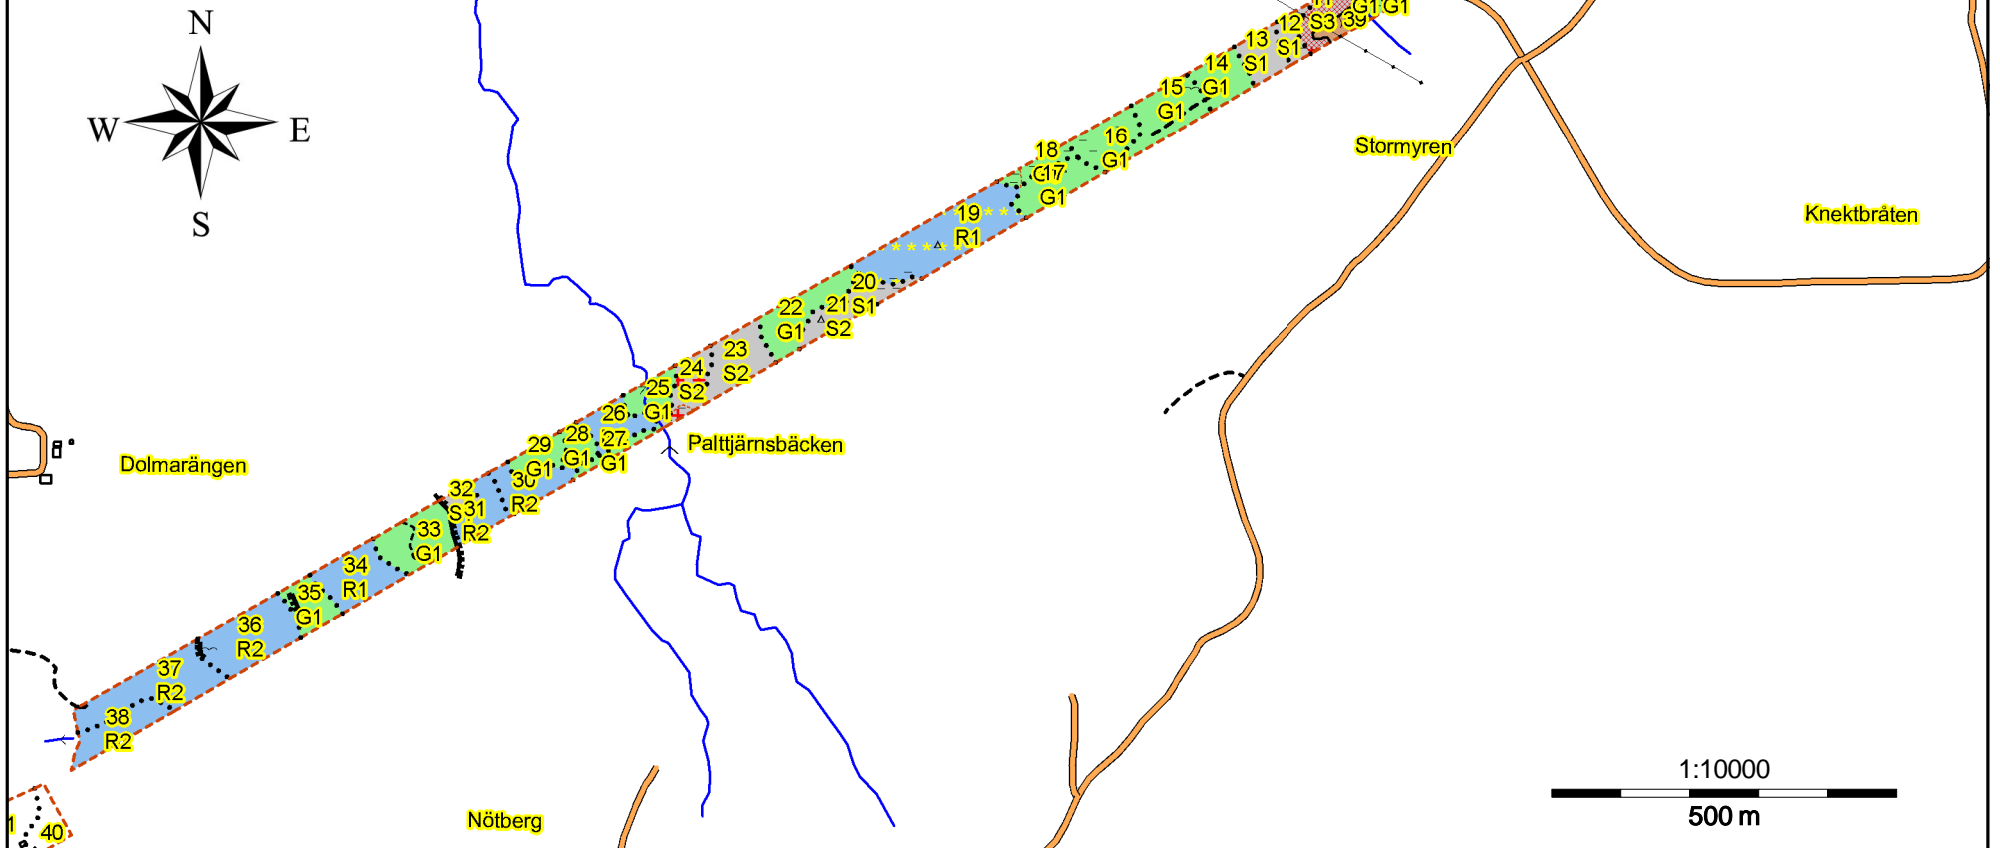 N
W
E
S
11
S3
39
G1
G1
12
S1
13
S1
14
G1
15
G1
16
G1
18
17
G1
Stormyren
Knektbråten
19
R1
20
S1
21
S2
22
G1
23
S2
24
S2
25
G1
26
27
G1
28
G1
29
G1
30
R2
Palttjärnsbäcken
Dolmarängen
32
31
R2
33
G1
34
R1
35
G1
36
R2
37
R2
38
R2
1:10000
500 m
Nötberg
1
40